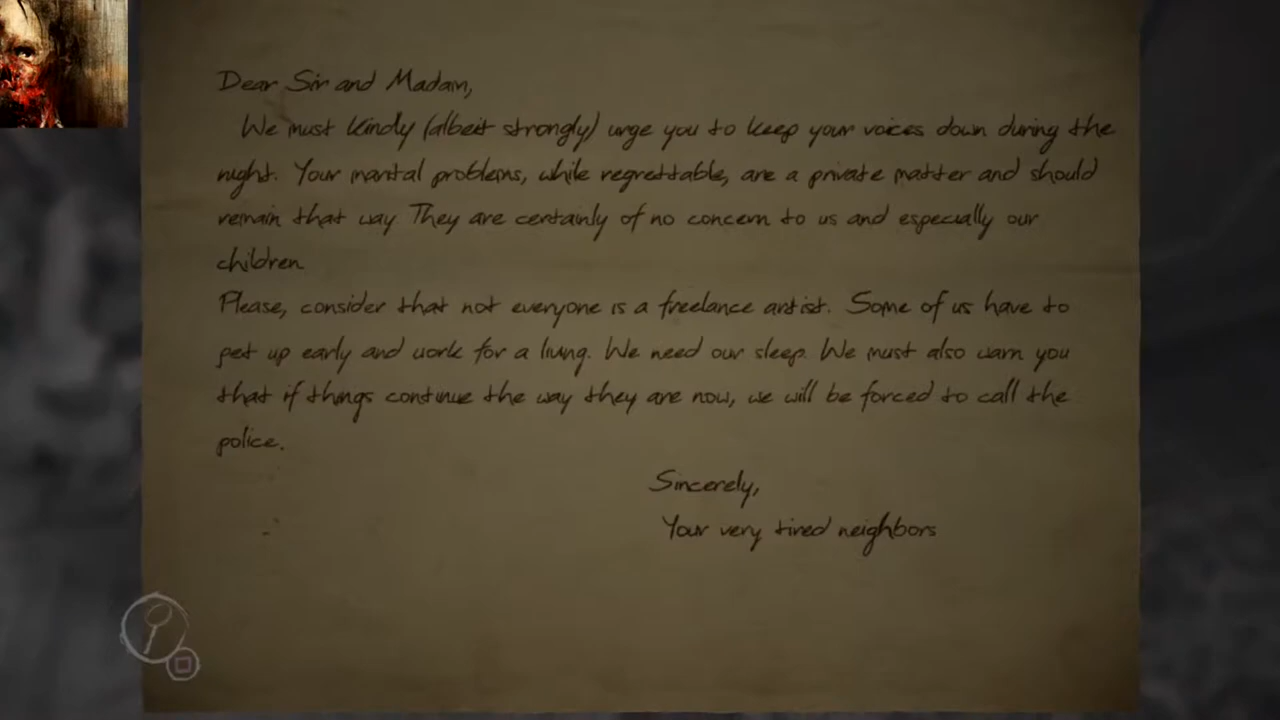 Dear Sir and Madam,
We must kindly (albeit strongly) urge you to keep your voices down during the
night. Your marital problems, while regrettable, are a private matter and should
remain that way They are certainly of no concern to us and especially our
children
Please, consider that not everyone is a freelance artist. Some of us have to
get up early and work for a living. We need our sleep. We must also warn you
that if things continue the way they are now, we will be forced to call the
police.
Sincerely,
Your very tired neighbors